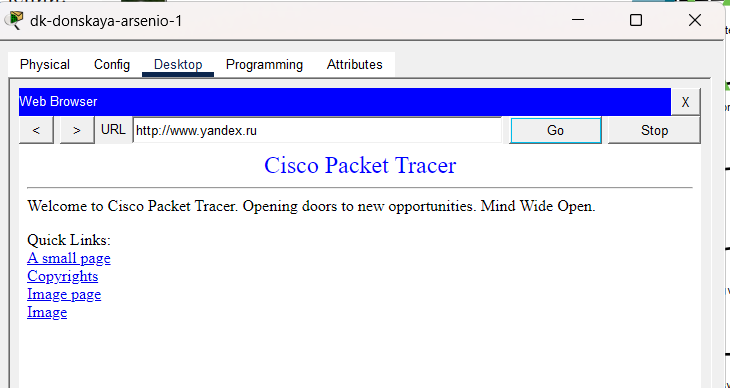 dk-donskaya-arsenio-1
Physical Config Desktop Programming Attributes
Web Browser X
< > URL http://www.yandex.ru Go Stop
Cisco Packet Tracer
Welcome to Cisco Packet Tracer. Opening doors to new opportunities. Mind Wide Open.
Quick Links:
A small page
Copyrights
Image page
Image